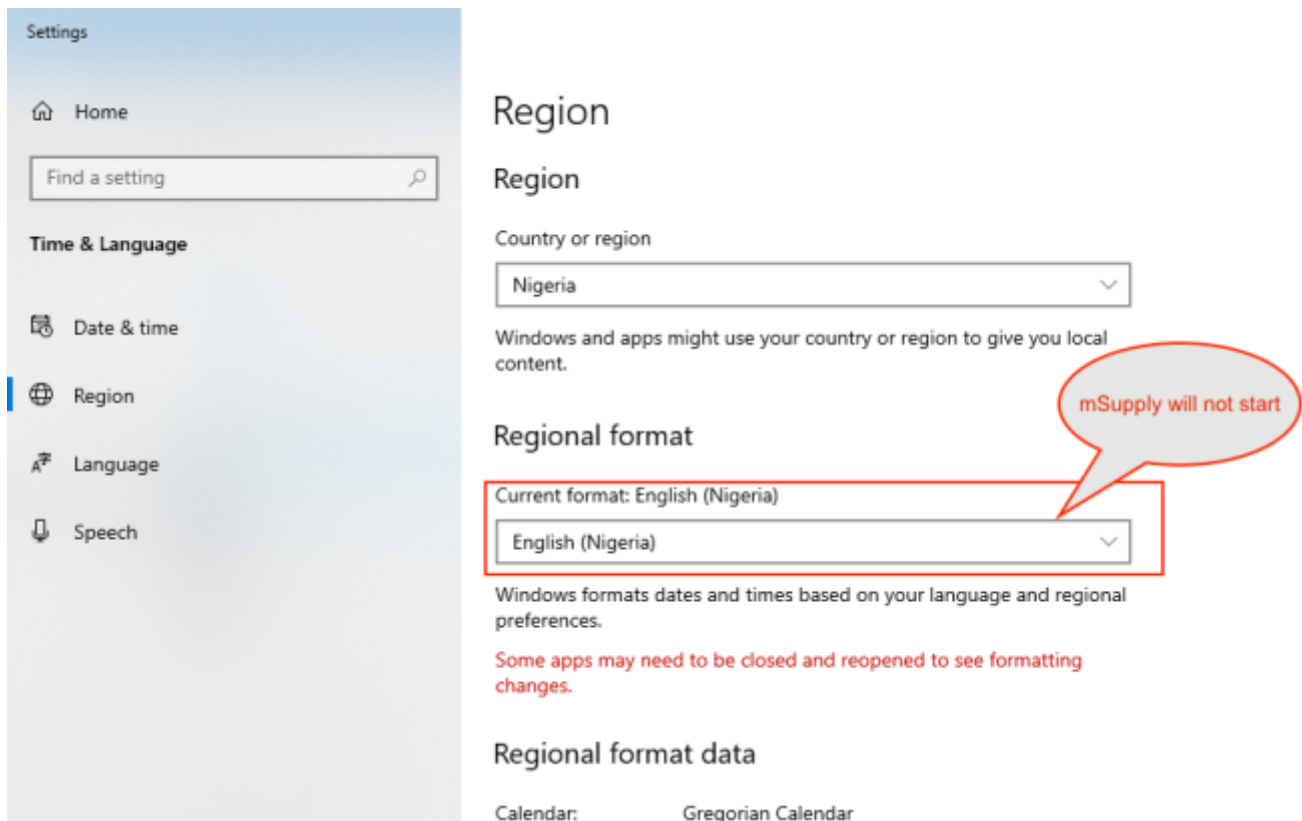 Settings
Home
Find a setting
Time & Language
Date & time
Region
Language
Speech
Region
Region
Country or region
Nigeria
Windows and apps might use your country or region to give you local
content.
mSupply will not start
Regional format
Current format: English (Nigeria)
English (Nigeria)
Windows formats dates and times based on your language and regional
preferences.
Some apps may need to be closed and reopened to see formatting
changes.
Regional format data
Calendar: Gregorian Calendar